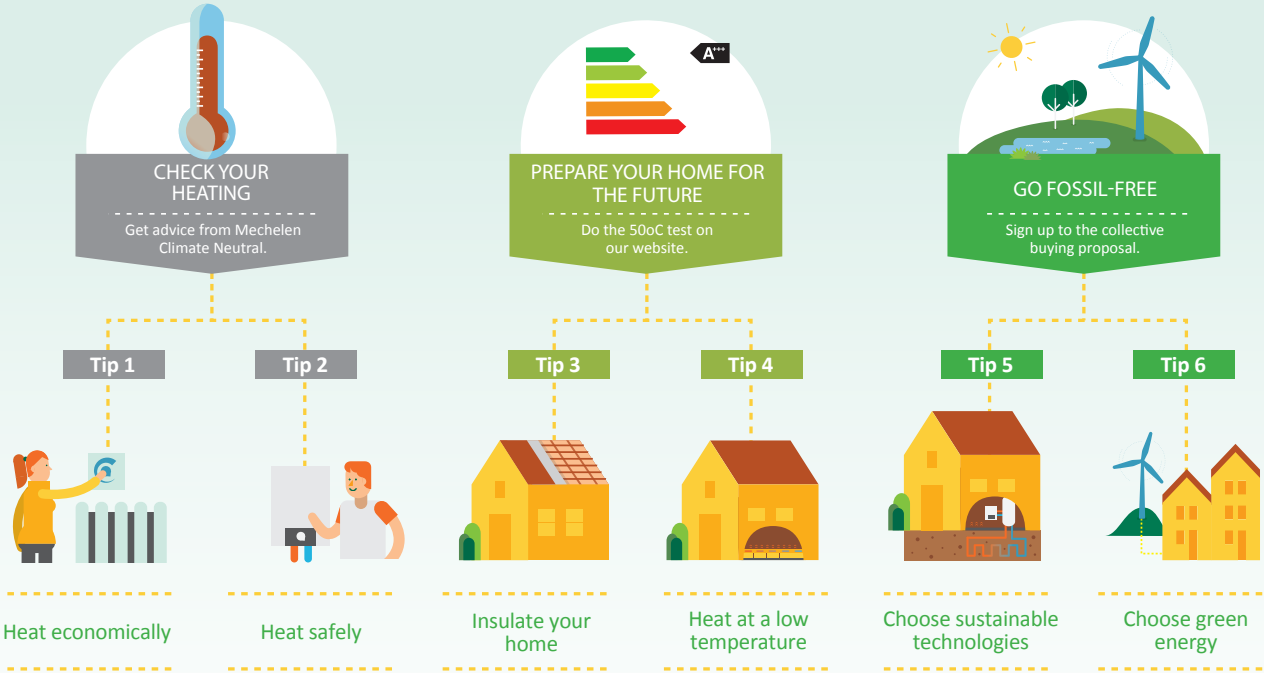 A+++
CHECK YOUR
HEATING
Get advice from Mechelen
Climate Neutral.
PREPARE YOUR HOME FOR
THE FUTURE
Do the 50oC test on
our website.
GO FOSSIL-FREE
Sign up to the collective
buying proposal.
Tip 1
Tip 2
Tip 3
Tip 4
Tip 5
Tip 6
Heat economically
Heat safely
Insulate your
home
Heat at a low
temperature
Choose sustainable
technologies
Choose green
energy